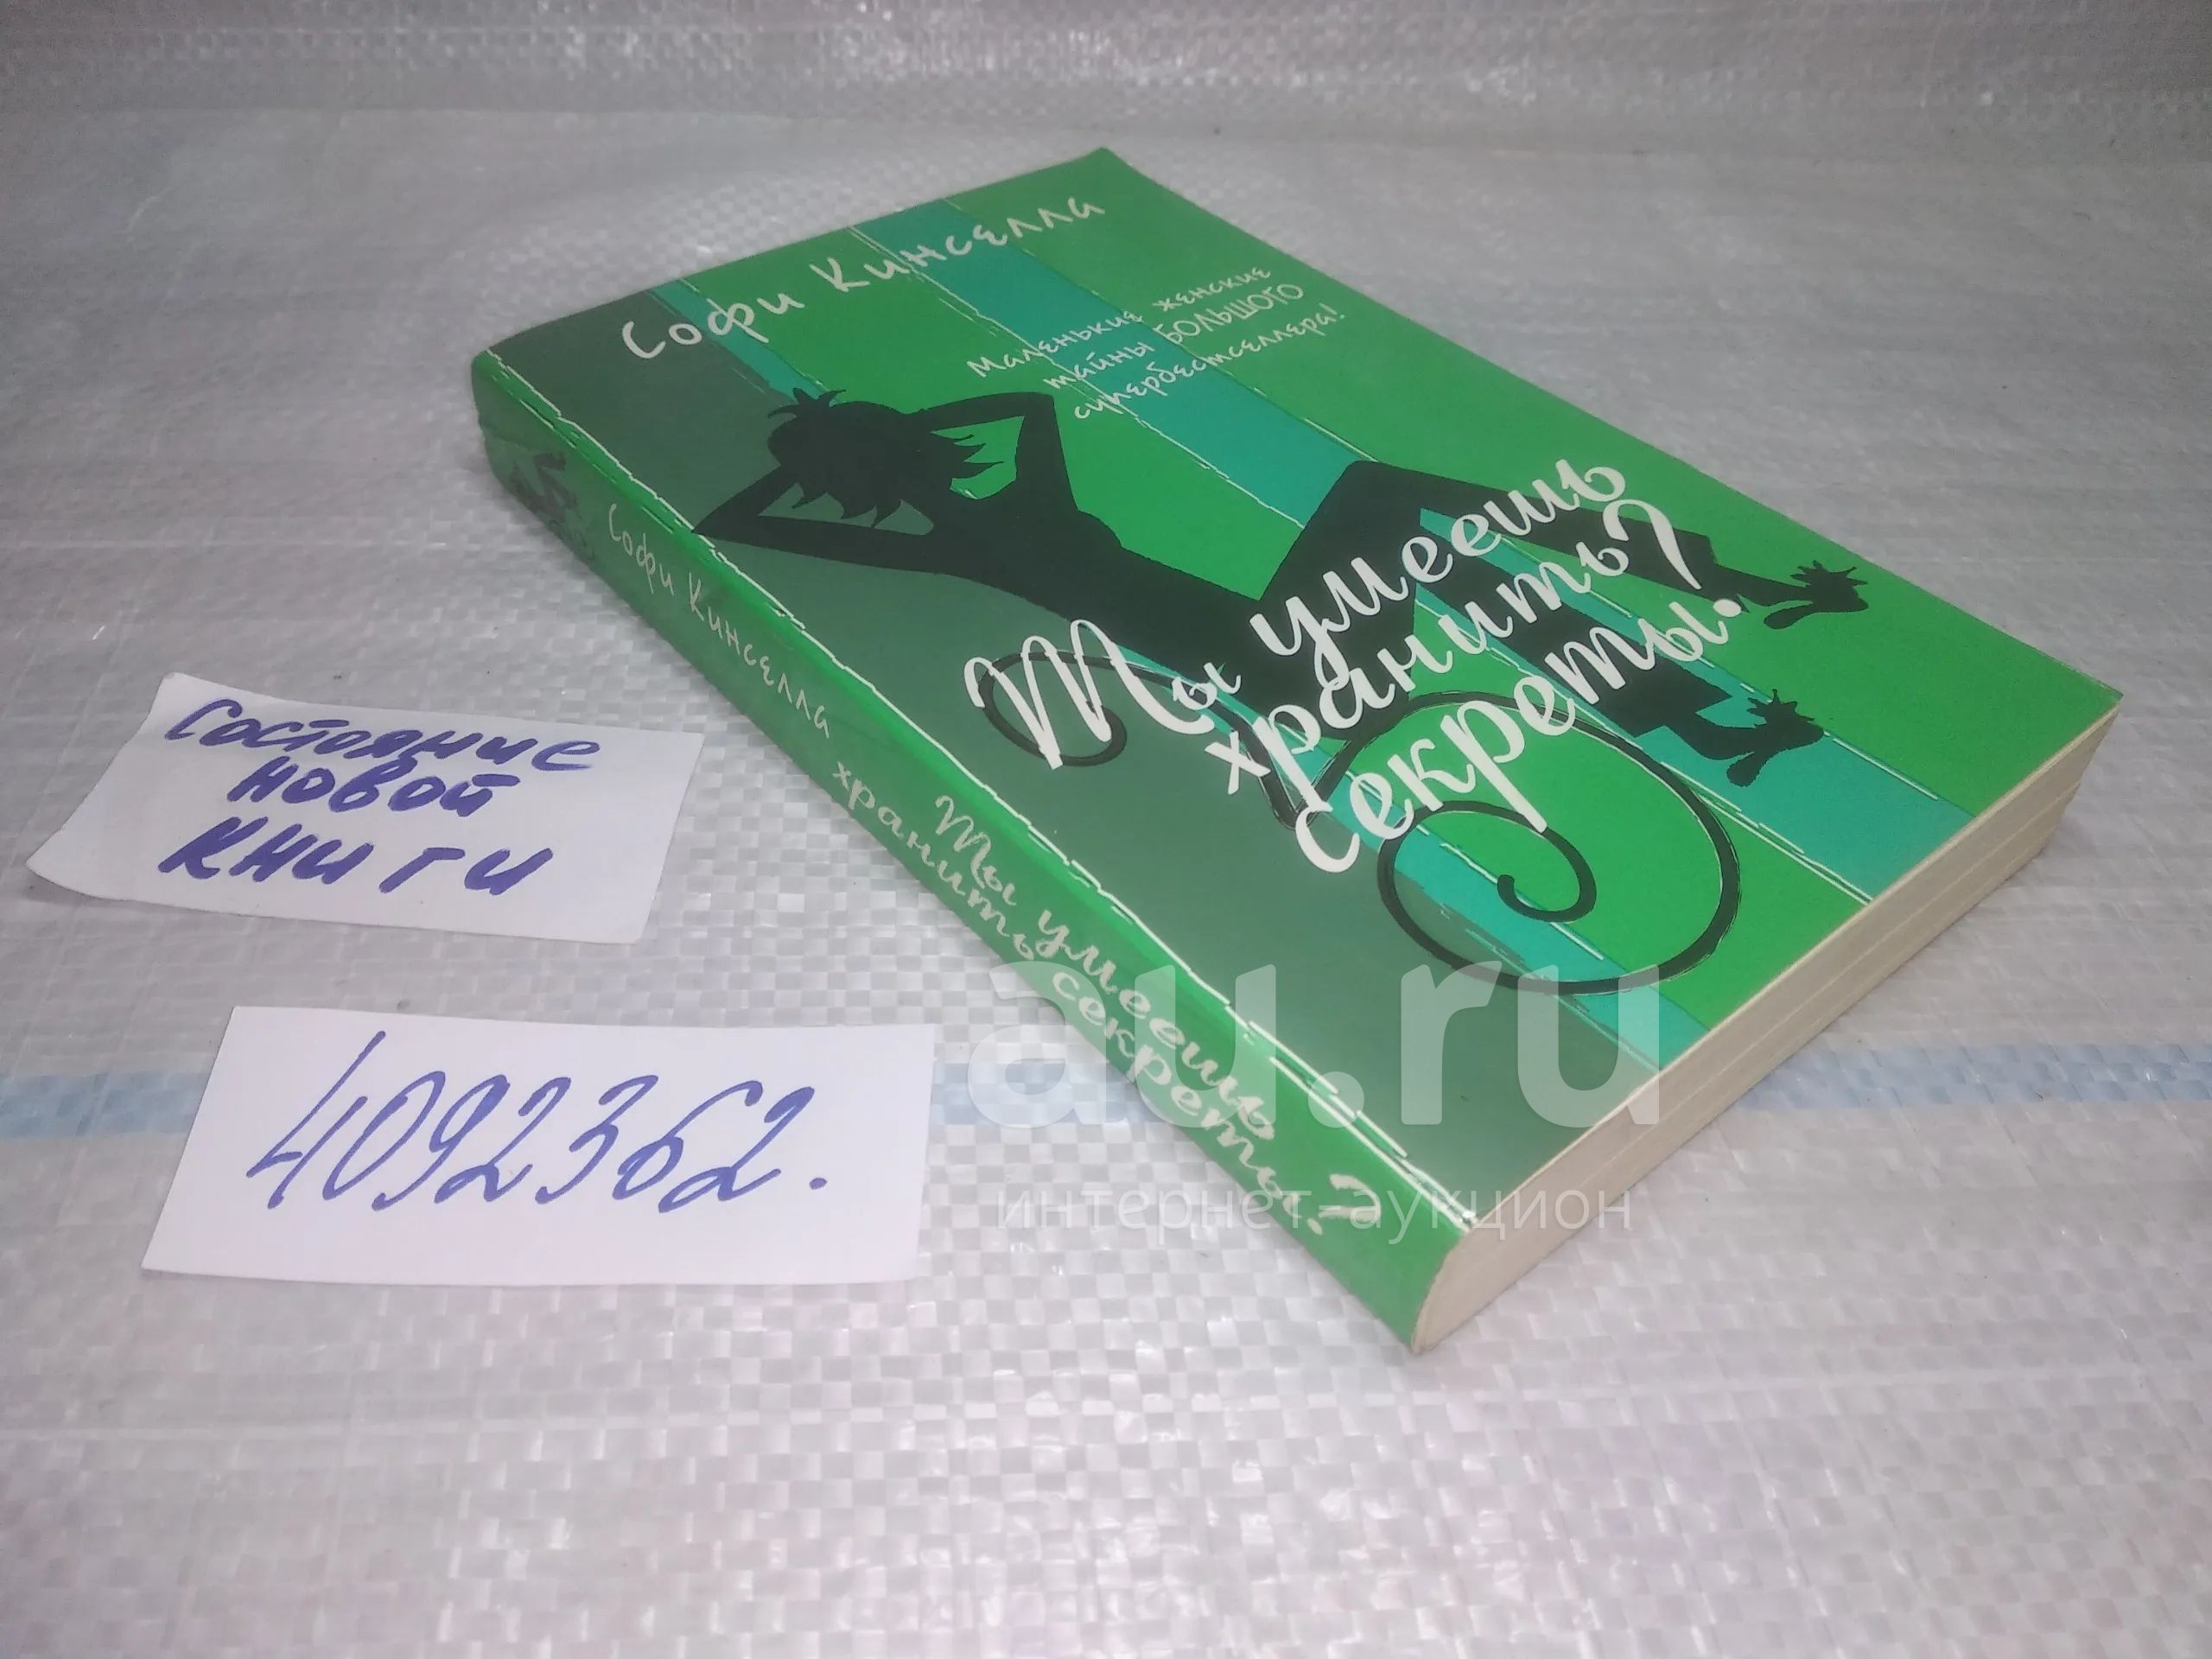 Софи Кинселла
Маленькие женские
тайны большого
супербестселлера!
Ты умеешь
хранить
секреты?
Софи Кинселла
Ты умеешь
хранить секреты?
Состояние
новой
книги
4092362.
au.ru
интернет аукцион